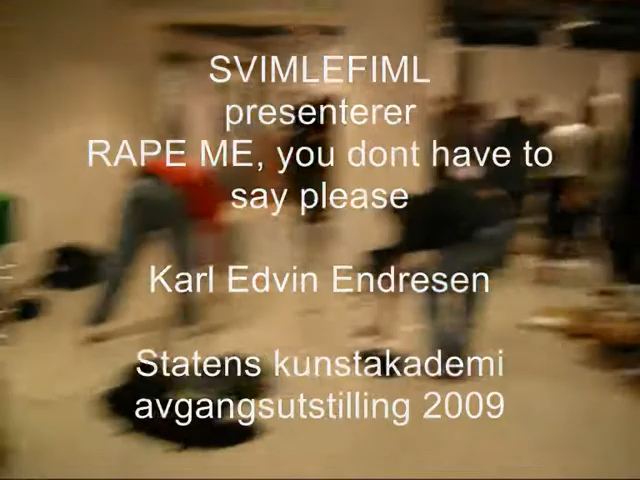 SVIMLEFIML
presenterer
RAPE ME, you dont have to
say please
Karl Edvin Endresen
Statens kunstakademi
avgangsutstilling 2009